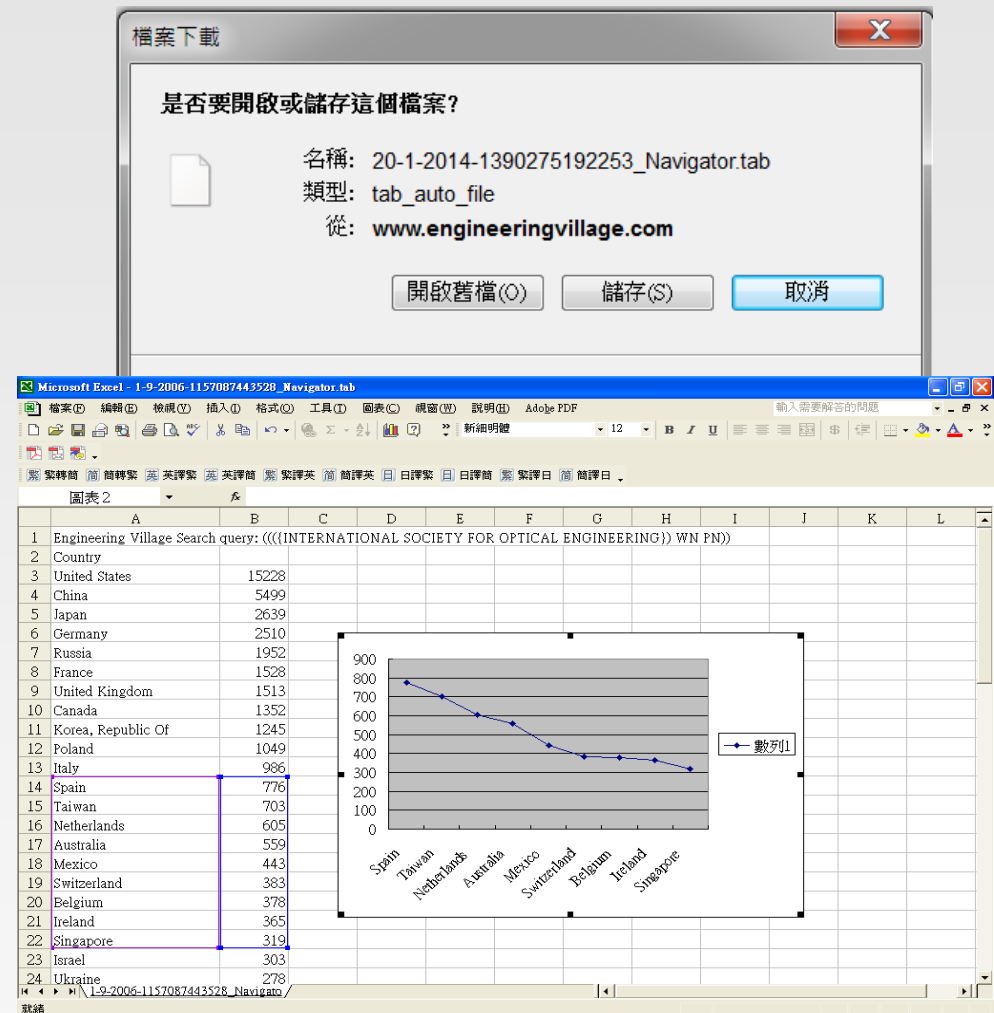 檔案下載
X
是否要開啟或儲存這個檔案?
名稱: 20-1-2014-1390275192253_Navigator.tab
類型: tab_auto_file
從: www.engineeringvillage.com
開啟舊檔(O) 儲存(S) 取消
Microsoft Excel - 1-9-2006-1157087443528_Navigator.tab
檔案(F) 編輯(E) 檢視(V) 插入(I) 格式(O) 工具(T) 圖表(C) 視窗(W) 說明(H) Adobe PDF 輸入需要解答的問題
新細明體 12 B I U $
繁 繁轉簡 簡 簡轉繁 英 英譯繁 英 英譯簡 繁 繁譯英 簡 簡譯英 日 日譯繁 日 日譯簡 繁 繁譯日 簡 簡譯日
圖表 2 fx
A B C D E F G H I J K L
1 Engineering Village Search query: ((({INTERNATIONAL SOCIETY FOR OPTICAL ENGINEERING}) WN PN))
2 Country
3 United States 15228
4 China 5499
5 Japan 2639
6 Germany 2510
7 Russia 1952
8 France 1528
9 United Kingdom 1513
10 Canada 1352
11 Korea, Republic Of 1245
12 Poland 1049
13 Italy 986
14 Spain 776
15 Taiwan 703
16 Netherlands 605
17 Australia 559
18 Mexico 443
19 Switzerland 383
20 Belgium 378
21 Ireland 365
22 Singapore 319
23 Israel 303
24 Ukraine 278
900
800
700
600
500
400
300
200
100
0
Spain Taiwan Netherlands Australia Mexico Switzerland Belgium Ireland Singapore
數列1
1-9-2006-1157087443528_Navigato
就緒